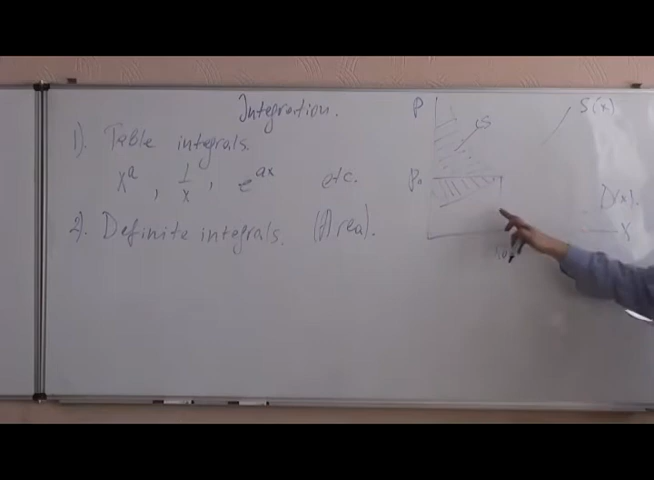 Integration.
1). Table integrals.
x^a, 1/x, e^ax etc.
2). Definite integrals. (Area).
P
S
S(x)
P₀
D(x).
X